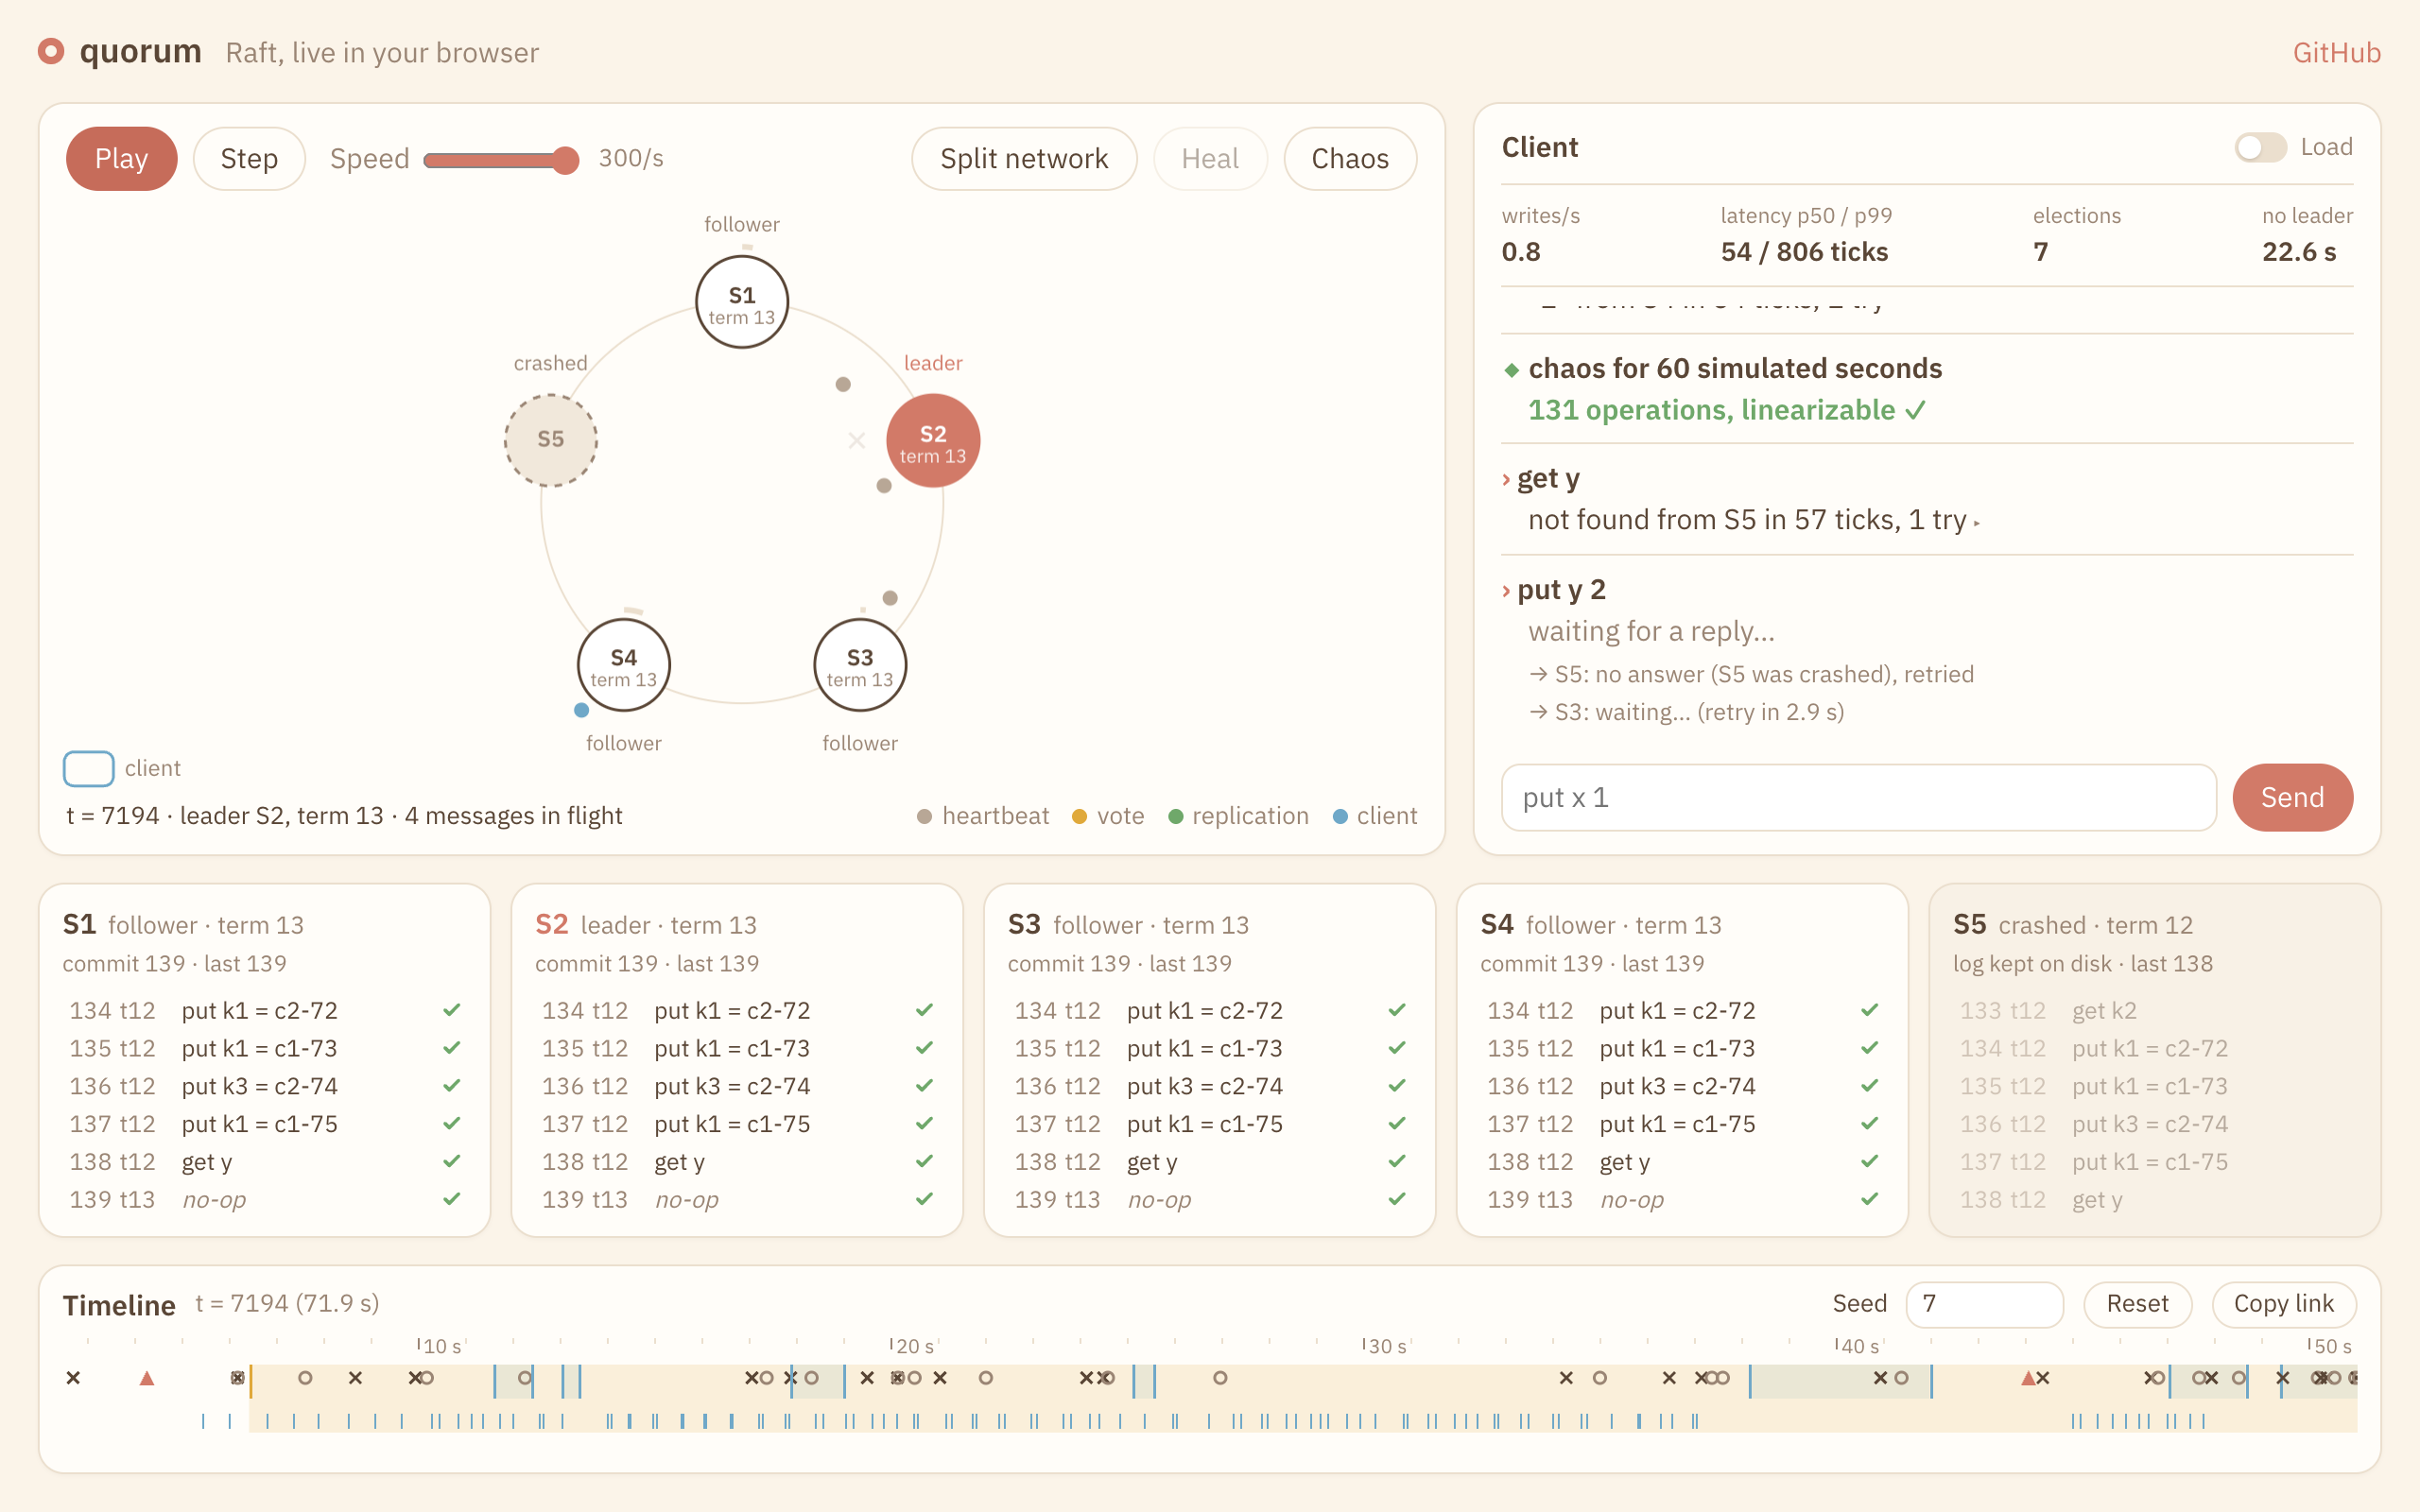 quorum Raft, live in your browser GitHub
Play Step Speed 300/s Split network Heal Chaos
follower
S1
term 13
crashed leader
S5
S2
term 13
S4
term 13
S3
term 13
follower follower
client
t = 7194 · leader S2, term 13 · 4 messages in flight heartbeat vote replication client
Client Load
writes/s latency p50 / p99 elections no leader
0.8 54 / 806 ticks 7 22.6 s
chaos for 60 simulated seconds
131 operations, linearizable ✓
› get y
not found from S5 in 57 ticks, 1 try ▸
› put y 2
waiting for a reply...
→ S5: no answer (S5 was crashed), retried
→ S3: waiting... (retry in 2.9 s)
put x 1 Send
S1 follower · term 13
commit 139 · last 139
134 t12 put k1 = c2-72 ✓
135 t12 put k1 = c1-73 ✓
136 t12 put k3 = c2-74 ✓
137 t12 put k1 = c1-75 ✓
138 t12 get y ✓
139 t13 no-op ✓
S2 leader · term 13
commit 139 · last 139
134 t12 put k1 = c2-72 ✓
135 t12 put k1 = c1-73 ✓
136 t12 put k3 = c2-74 ✓
137 t12 put k1 = c1-75 ✓
138 t12 get y ✓
139 t13 no-op ✓
S3 follower · term 13
commit 139 · last 139
134 t12 put k1 = c2-72 ✓
135 t12 put k1 = c1-73 ✓
136 t12 put k3 = c2-74 ✓
137 t12 put k1 = c1-75 ✓
138 t12 get y ✓
139 t13 no-op ✓
S4 follower · term 13
commit 139 · last 139
134 t12 put k1 = c2-72 ✓
135 t12 put k1 = c1-73 ✓
136 t12 put k3 = c2-74 ✓
137 t12 put k1 = c1-75 ✓
138 t12 get y ✓
139 t13 no-op ✓
S5 crashed · term 12
log kept on disk · last 138
133 t12 get k2
134 t12 put k1 = c2-72
135 t12 put k1 = c1-73
136 t12 put k3 = c2-74
137 t12 put k1 = c1-75
138 t12 get y
Timeline t = 7194 (71.9 s) Seed 7 Reset Copy link
10 s 20 s 30 s 40 s 50 s